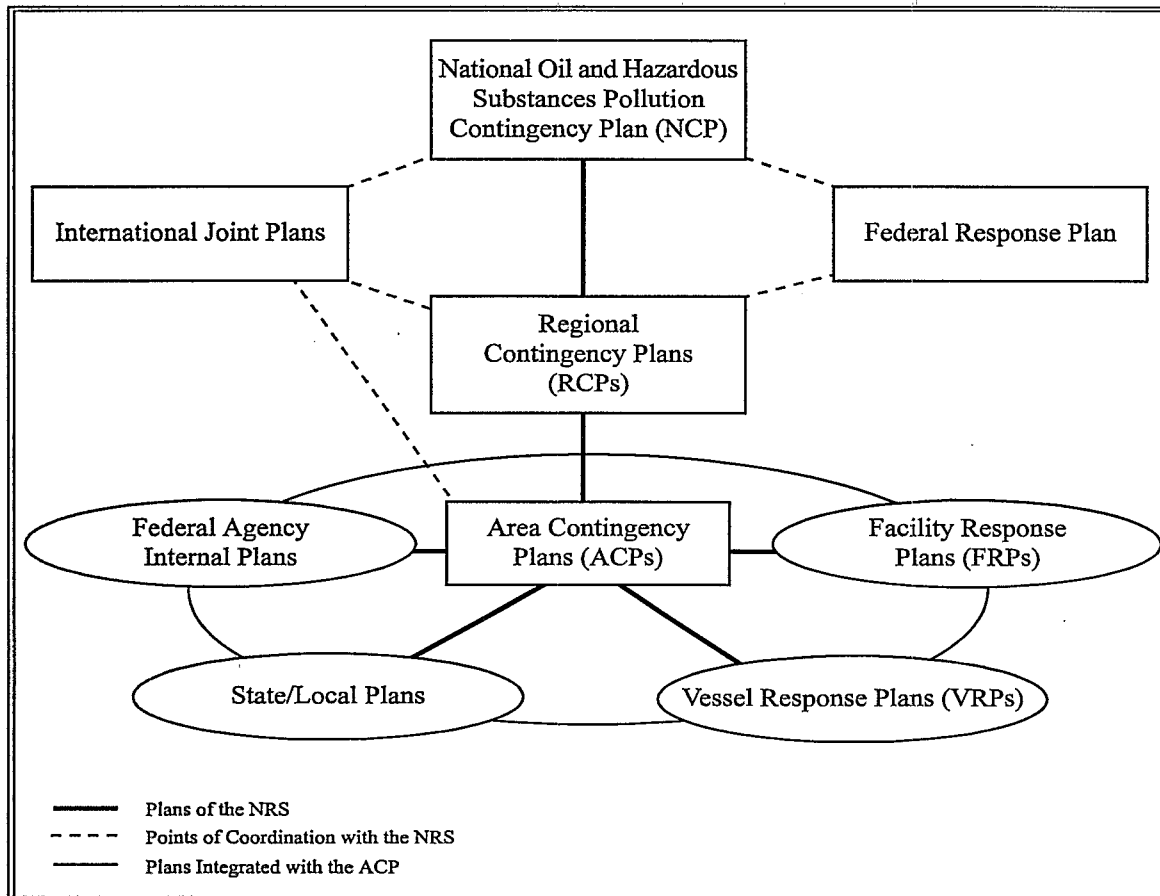 National Oil and Hazardous
Substances Pollution
Contingency Plan (NCP)
International Joint Plans
Federal Response Plan
Regional
Contingency Plans
(RCPs)
Federal Agency
Internal Plans
Area Contingency
Plans (ACPs)
Facility Response
Plans (FRPs)
State/Local Plans
Vessel Response Plans (VRPs)
Plans of the NRS
Points of Coordination with the NRS
Plans Integrated with the ACP